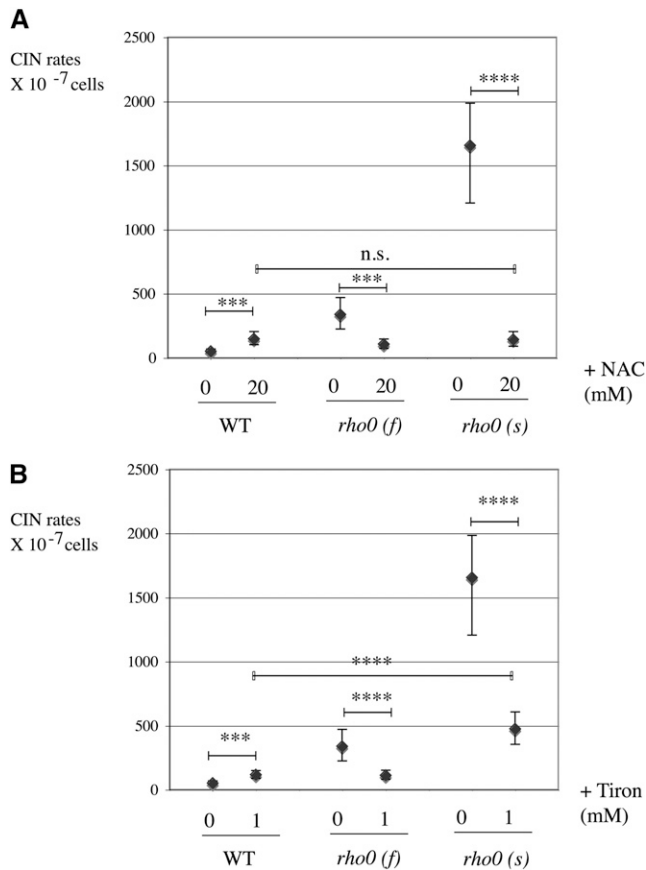 A
CIN rates
X 10 -7 cells
2500
2000
1500
1000
500
0
****
n.s.
***
***
0 20 0 20 0 20
+ NAC
(mM)
WT rho0 (f) rho0 (s)
B
CIN rates
X 10 -7 cells
2500
2000
1500
1000
500
0
****
****
****
***
0 1 0 1 0 1
+ Tiron
(mM)
WT rho0 (f) rho0 (s)